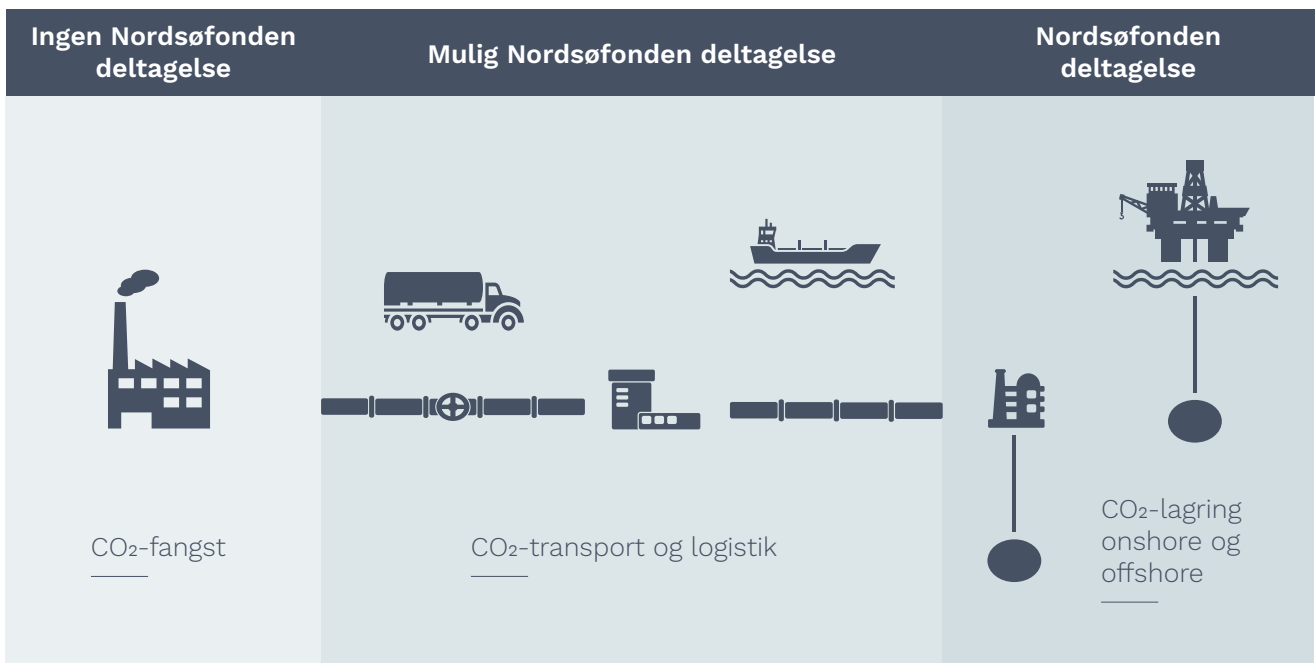 Ingen Nordsøfonden
deltagelse
Mulig Nordsøfonden deltagelse
Nordsøfonden
deltagelse
CO₂-fangst
CO₂-transport og logistik
CO₂-lagring
onshore og
offshore